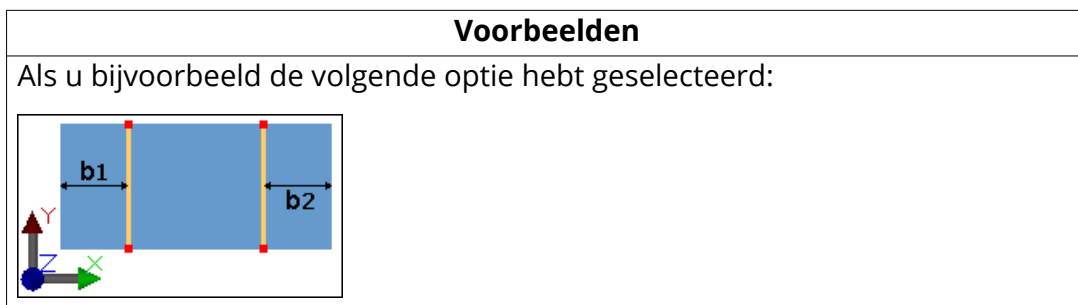 Voorbeelden
Als u bijvoorbeeld de volgende optie hebt geselecteerd:
b1
b2
Y
Z X